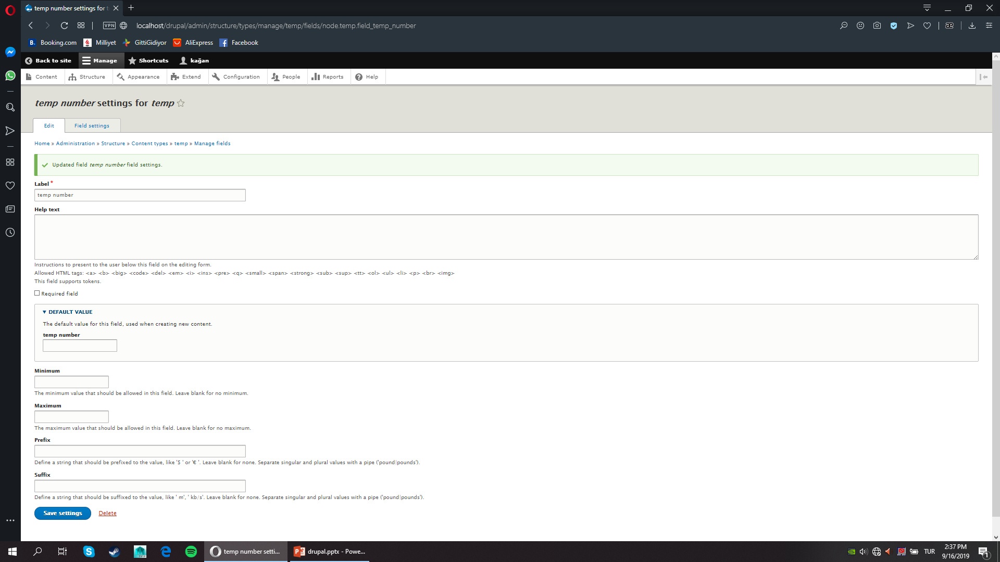 temp number settings for t
VPN
localhost/drupal/admin/structure/types/manage/temp/fields/node.temp.field_temp_number
B. Booking.com Milliyet GittiGidiyor AliExpress Facebook
Back to site Manage Shortcuts kağan
Content Structure Appearance Extend Configuration People Reports Help
temp number settings for temp
Edit Field settings
Home » Administration » Structure » Content types » temp » Manage fields
Updated field temp number field settings.
Label *
temp number
Help text
Instructions to present to the user below this field on the editing form.
Allowed HTML tags: <a> <b> <big> <code> <del> <em> <i> <ins> <pre> <q> <small> <span> <strong> <sub> <sup> <tt> <ol> <ul> <li> <p> <br> <img>
This field supports tokens.
Required field
▼ DEFAULT VALUE
The default value for this field, used when creating new content.
temp number
Minimum
The minimum value that should be allowed in this field. Leave blank for no minimum.
Maximum
The maximum value that should be allowed in this field. Leave blank for no maximum.
Prefix
Define a string that should be prefixed to the value, like '$ ' or '€ '. Leave blank for none. Separate singular and plural values with a pipe ('pound|pounds').
Suffix
Define a string that should be suffixed to the value, like ' m', ' kb/s'. Leave blank for none. Separate singular and plural values with a pipe ('pound|pounds').
Save settings Delete
temp number setti... drupal.pptx - Powe... TUR 2:37 PM
9/16/2019 1